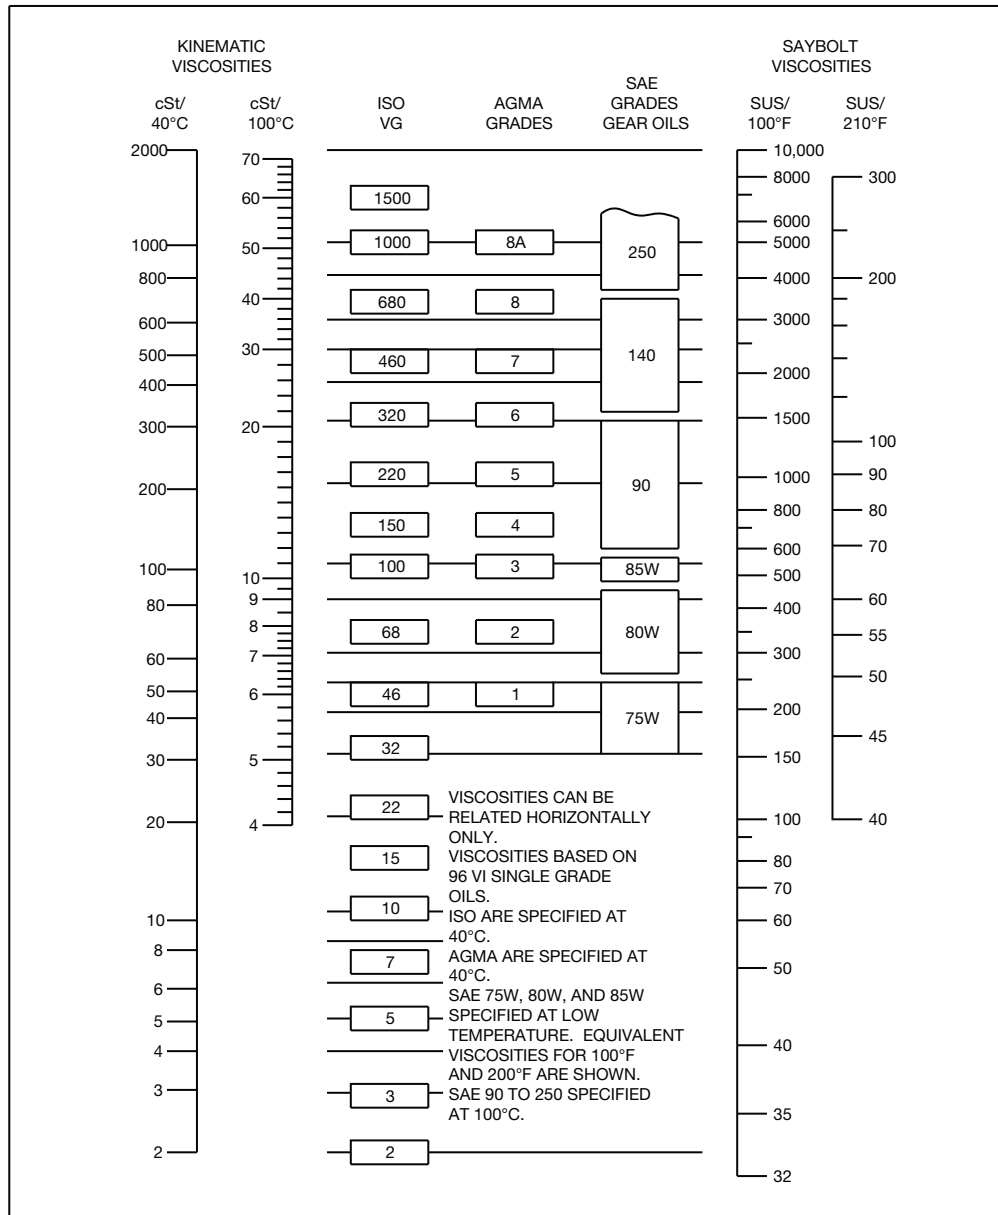 KINEMATIC
VISCOSITIES
SAYBOLT
VISCOSITIES
cSt/
40°C
cSt/
100°C
ISO
VG
AGMA
GRADES
SAE
GRADES
GEAR OILS
SUS/
100°F
SUS/
210°F
2000
1000
800
600
500
400
300
200
100
80
60
50
40
30
20
10
8
6
5
4
3
2
70
60
50
40
30
20
10
9
8
7
6
5
4
1500
1000
680
460
320
220
150
100
68
46
32
22
15
10
7
5
3
2
8A
8
7
6
5
4
3
2
1
250
140
90
85W
80W
75W
VISCOSITIES CAN BE
RELATED HORIZONTALLY
ONLY.
VISCOSITIES BASED ON
96 VI SINGLE GRADE
OILS.
ISO ARE SPECIFIED AT
40°C.
AGMA ARE SPECIFIED AT
40°C.
SAE 75W, 80W, AND 85W
SPECIFIED AT LOW
TEMPERATURE. EQUIVALENT
VISCOSITIES FOR 100°F
AND 200°F ARE SHOWN.
SAE 90 TO 250 SPECIFIED
AT 100°C.
10,000
8000
6000
5000
4000
3000
2000
1500
1000
800
600
500
400
300
200
150
100
80
70
60
50
40
35
32
300
200
100
90
80
70
60
55
50
45
40